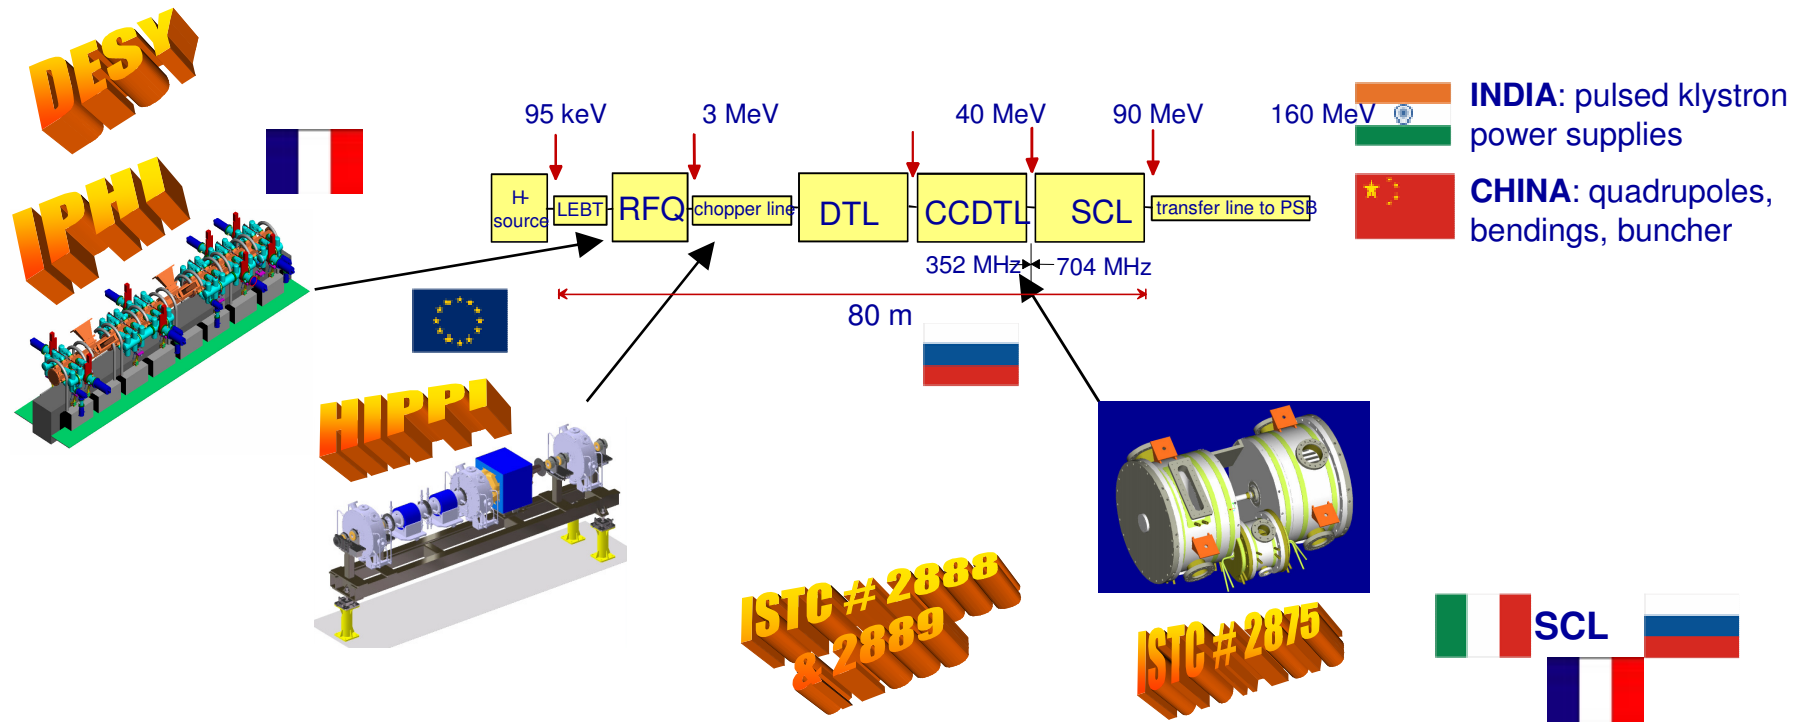 DESY
IPHI
95 keV
3 MeV
40 MeV
90 MeV
160 MeV
H-
source
LEBT
RFQ
chopper line
DTL
CCDTL
SCL
transfer line to PSB
352 MHz
704 MHz
80 m
INDIA: pulsed klystron
power supplies
CHINA: quadrupoles,
bendings, buncher
HIPPI
ISTC # 2888
& 2889
ISTC # 2875
SCL